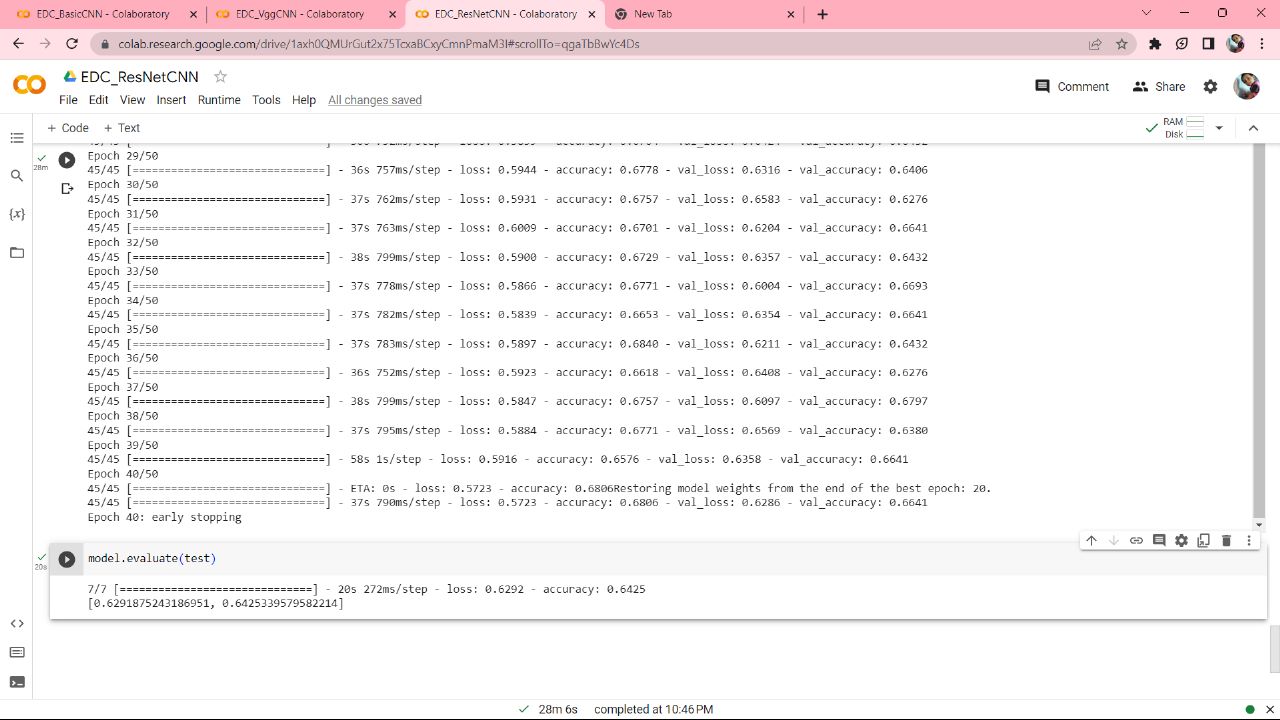 EDC_BasicCNN - Colaboratory
EDC_VggCNN - Colaboratory
EDC_ResNetCNN - Colaboratory
New Tab
colab.research.google.com/drive/1axh0QMUrGut2x75TcxaBCxyCmnPmaM3I#scrollTo=qgaTbBwYc4Ds
EDC_ResNetCNN
File Edit View Insert Runtime Tools Help All changes saved
Comment
Share
+ Code + Text
RAM
Disk
28m
Epoch 29/50
45/45 [==============================] - 36s 757ms/step - loss: 0.5944 - accuracy: 0.6778 - val_loss: 0.6316 - val_accuracy: 0.6406
Epoch 30/50
45/45 [==============================] - 37s 762ms/step - loss: 0.5931 - accuracy: 0.6757 - val_loss: 0.6583 - val_accuracy: 0.6276
Epoch 31/50
45/45 [==============================] - 37s 763ms/step - loss: 0.6009 - accuracy: 0.6701 - val_loss: 0.6204 - val_accuracy: 0.6641
Epoch 32/50
45/45 [==============================] - 38s 799ms/step - loss: 0.5900 - accuracy: 0.6729 - val_loss: 0.6357 - val_accuracy: 0.6432
Epoch 33/50
45/45 [==============================] - 37s 778ms/step - loss: 0.5866 - accuracy: 0.6771 - val_loss: 0.6004 - val_accuracy: 0.6693
Epoch 34/50
45/45 [==============================] - 37s 782ms/step - loss: 0.5839 - accuracy: 0.6653 - val_loss: 0.6354 - val_accuracy: 0.6641
Epoch 35/50
45/45 [==============================] - 37s 783ms/step - loss: 0.5897 - accuracy: 0.6840 - val_loss: 0.6211 - val_accuracy: 0.6432
Epoch 36/50
45/45 [==============================] - 36s 752ms/step - loss: 0.5923 - accuracy: 0.6618 - val_loss: 0.6408 - val_accuracy: 0.6276
Epoch 37/50
45/45 [==============================] - 38s 799ms/step - loss: 0.5847 - accuracy: 0.6757 - val_loss: 0.6097 - val_accuracy: 0.6797
Epoch 38/50
45/45 [==============================] - 37s 795ms/step - loss: 0.5884 - accuracy: 0.6771 - val_loss: 0.6569 - val_accuracy: 0.6380
Epoch 39/50
45/45 [==============================] - 58s 1s/step - loss: 0.5916 - accuracy: 0.6576 - val_loss: 0.6358 - val_accuracy: 0.6641
Epoch 40/50
45/45 [==============================] - ETA: 0s - loss: 0.5723 - accuracy: 0.6806Restoring model weights from the end of the best epoch: 20.
45/45 [==============================] - 37s 790ms/step - loss: 0.5723 - accuracy: 0.6806 - val_loss: 0.6286 - val_accuracy: 0.6641
Epoch 40: early stopping
20s
model.evaluate(test)
7/7 [==============================] - 20s 272ms/step - loss: 0.6292 - accuracy: 0.6425
[0.6291875243186951, 0.6425339579582214]
28m 6s completed at 10:46 PM